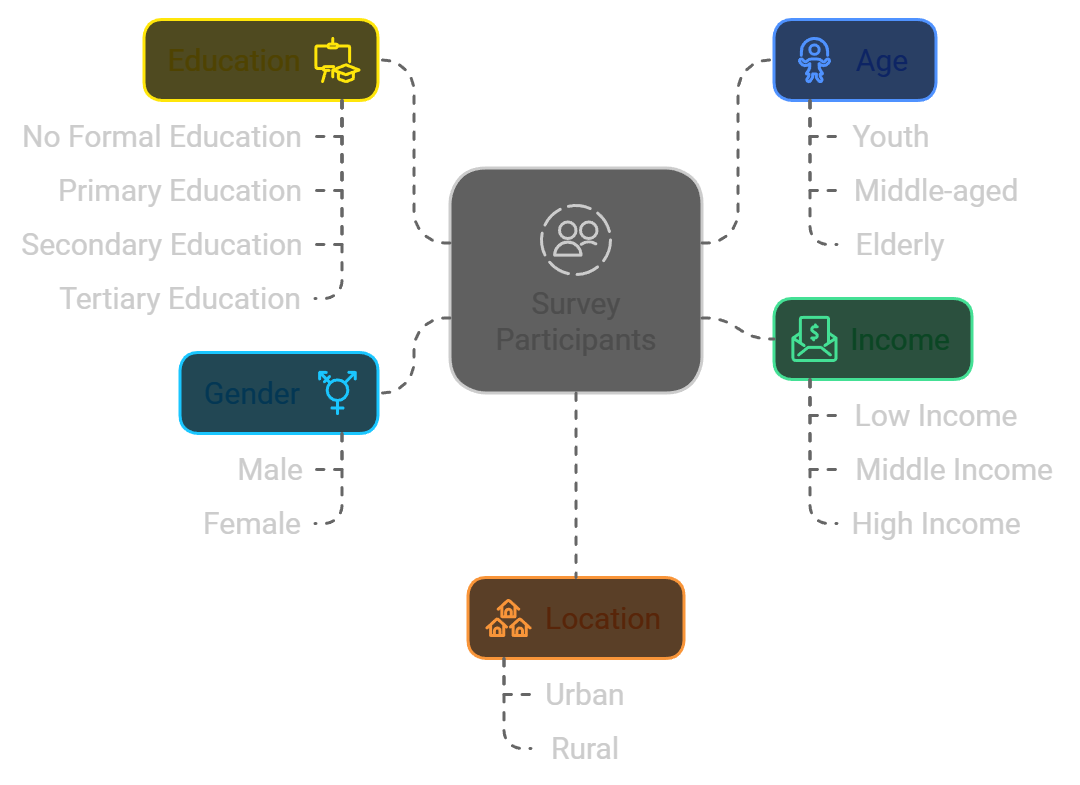 Education
No Formal Education
Primary Education
Secondary Education
Tertiary Education
Gender
Male
Female
Survey
Participants
Age
Youth
Middle-aged
Elderly
Income
$
Low Income
Middle Income
High Income
Location
Urban
Rural